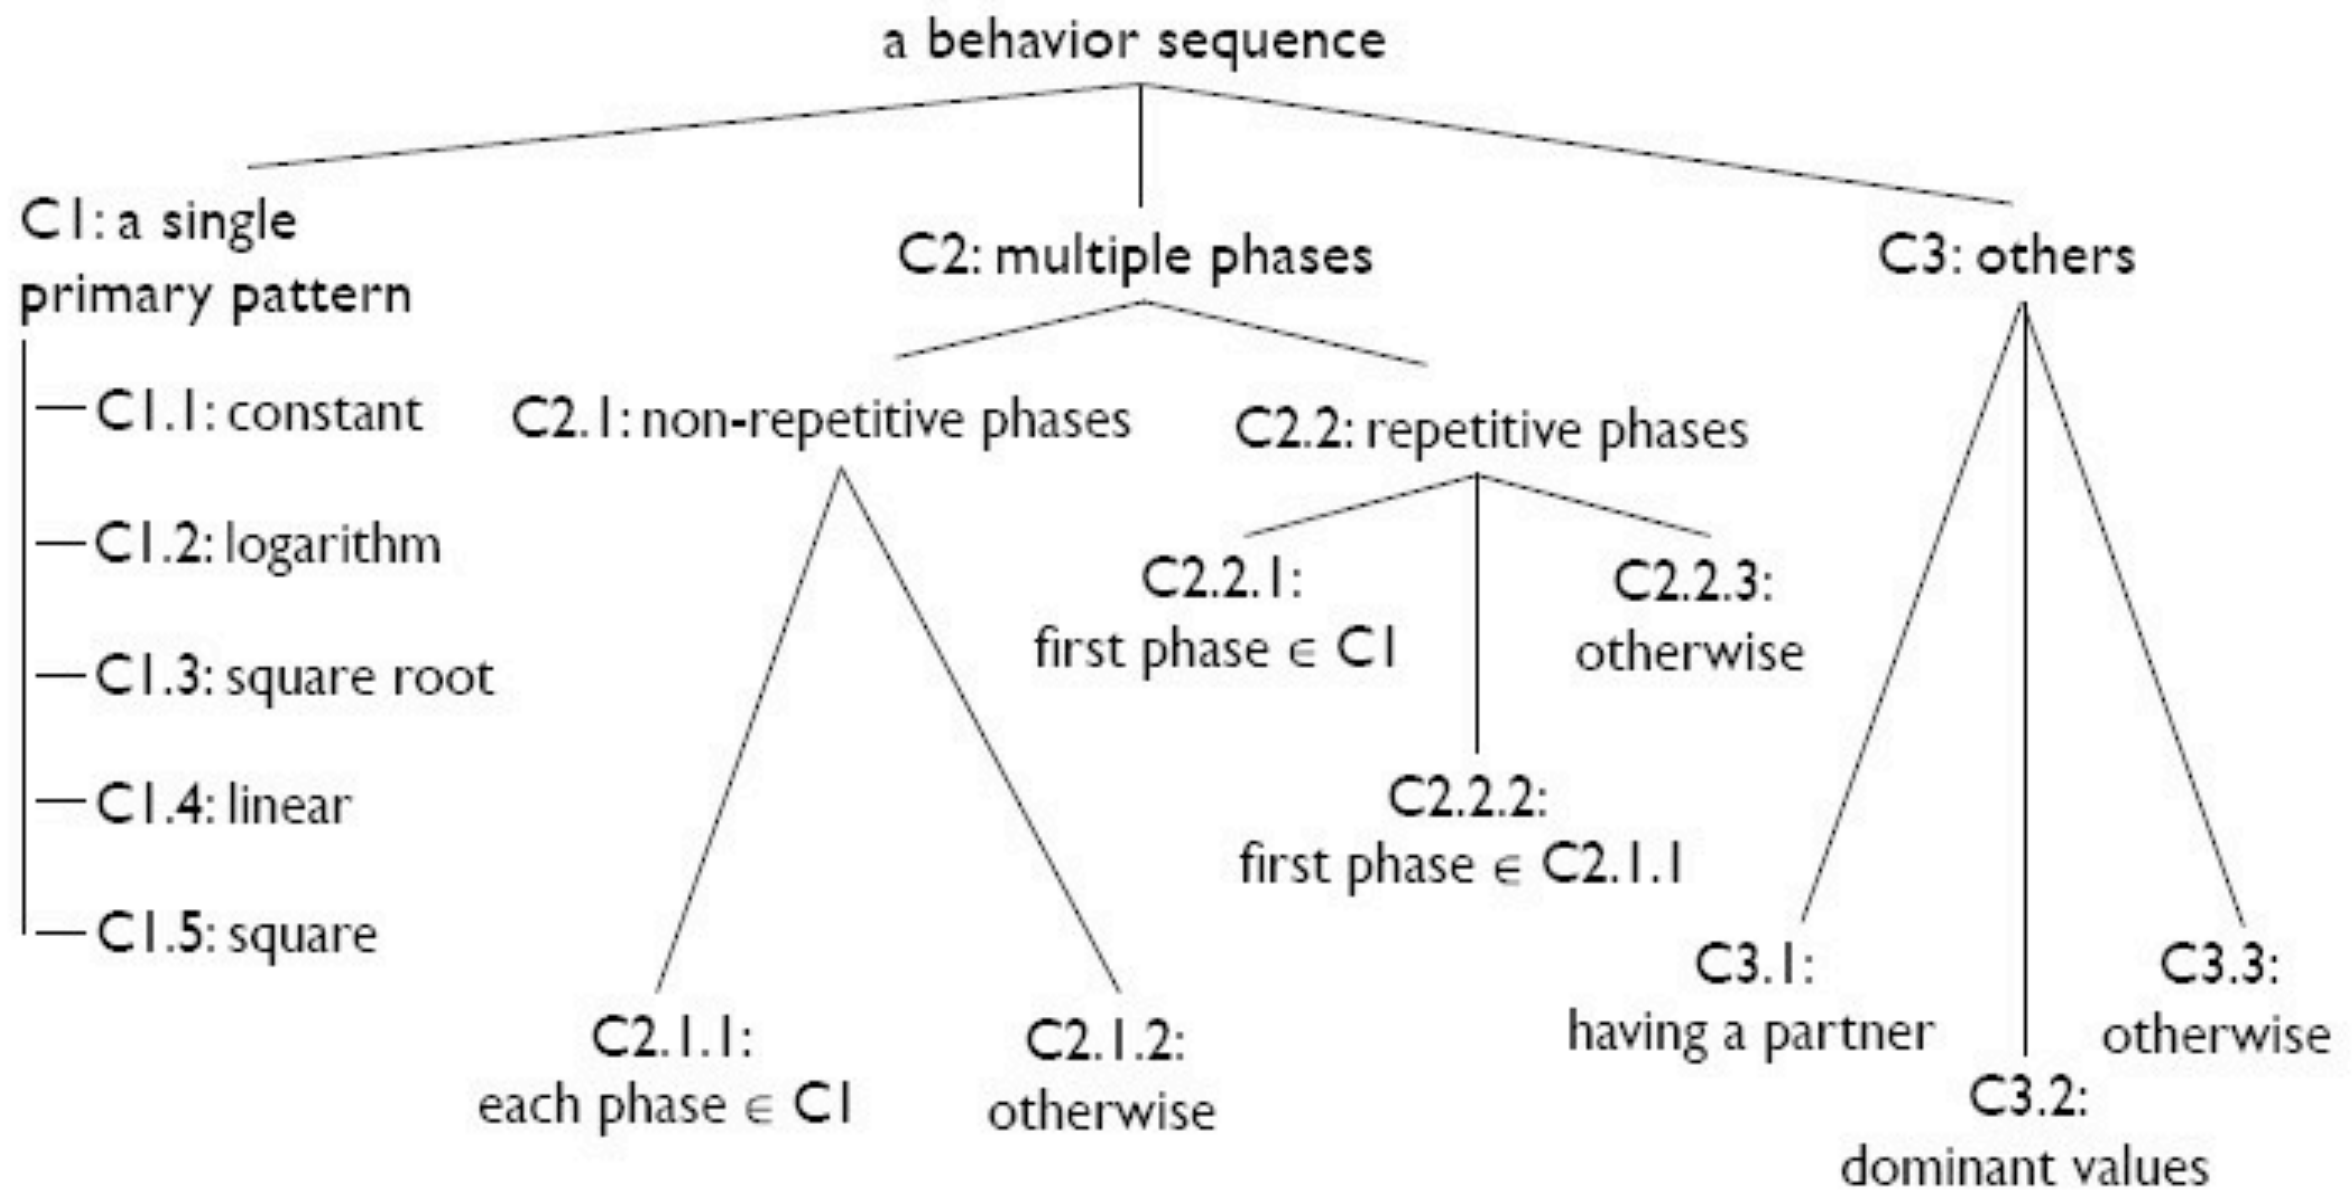 a behavior sequence
C1: a single
primary pattern
C1.1: constant
C1.2: logarithm
C1.3: square root
C1.4: linear
C1.5: square
C2: multiple phases
C2.1: non-repetitive phases
C2.1.1:
each phase ∈ C1
C2.1.2:
otherwise
C2.2: repetitive phases
C2.2.1:
first phase ∈ C1
C2.2.2:
first phase ∈ C2.1.1
C2.2.3:
otherwise
C3: others
C3.1:
having a partner
C3.2:
dominant values
C3.3:
otherwise